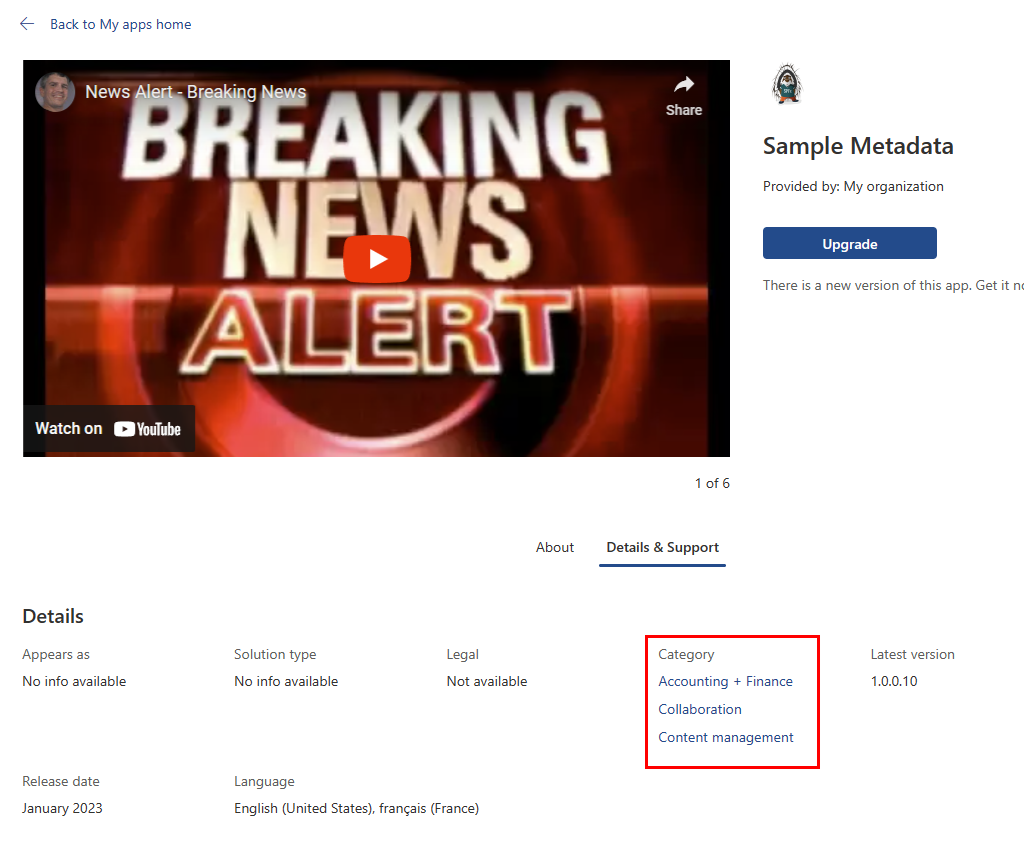 Back to My apps home
News Alert - Breaking News
Share
BREAKING
NEWS
ALERT
Watch on YouTube
1 of 6
Sample Metadata
Provided by: My organization
Upgrade
There is a new version of this app. Get it
About
Details & Support
Details
Appears as
No info available
Solution type
No info available
Legal
Not available
Category
Accounting + Finance
Collaboration
Content management
Latest version
1.0.0.10
Release date
January 2023
Language
English (United States), français (France)